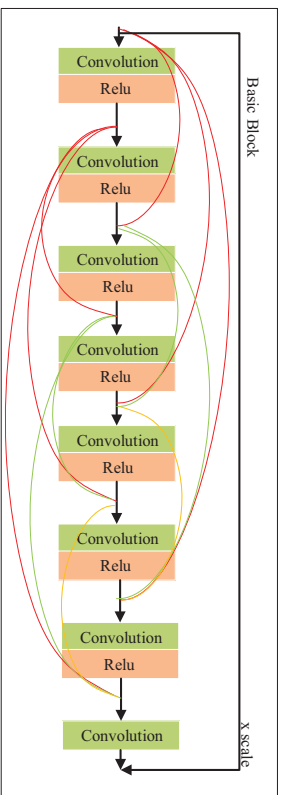 Convolution
Relu
Convolution
Relu
Convolution
Relu
Convolution
Relu
Convolution
Relu
Convolution
Relu
Convolution
Relu
Convolution
Basic Block
x scale